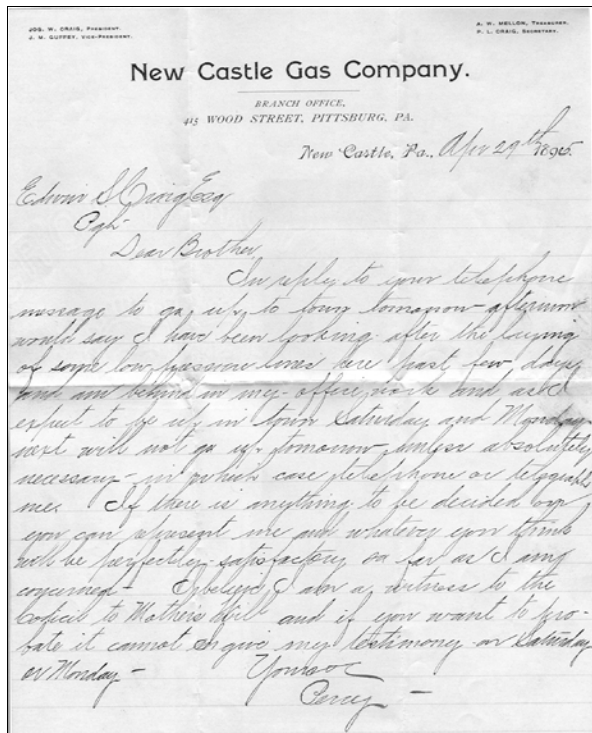 JOS. W. CRAIG, PRESIDENT.
J. M. GUFFEY, VICE-PRESIDENT.
A. W. MELLON, TREASURER.
P. L. CRAIG, SECRETARY.
New Castle Gas Company.
BRANCH OFFICE,
415 WOOD STREET, PITTSBURG, PA.
New Castle, Pa., Apr 29th 1895.
Edwin S Craig Esq
Pgh
Dear Brother
In reply to your telephone
message to go up to town tomorrow afternoon
would say I have been looking after the laying
of some low pressure lines here past few days
and am behind in my office work and as I
expect to be up in town Saturday and Monday
next will not go up tomorrow unless absolutely
necessary - in which case telephone or telegraph
me. If there is anything to be decided on
you can represent me and whatever you think
will be perfectly satisfactory so far as I am
concerned - I believe I am a witness to the
Codicil to Mother's Will and if you want to pro-
bate it cannot I give my testimony on Saturday
or Monday -
Yours
Percy -